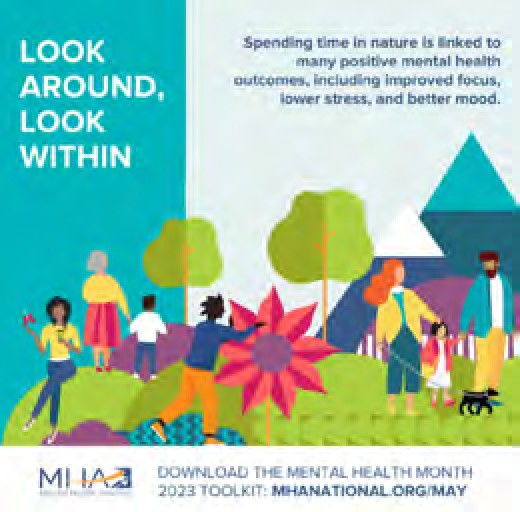 LOOK
AROUND,
LOOK
WITHIN
Spending time in nature is linked to
many positive mental health
outcomes, including improved focus,
lower stress, and better mood.
MHA
DOWNLOAD THE MENTAL HEALTH MONTH
2023 TOOLKIT: MHANATIONAL.ORG/MAY